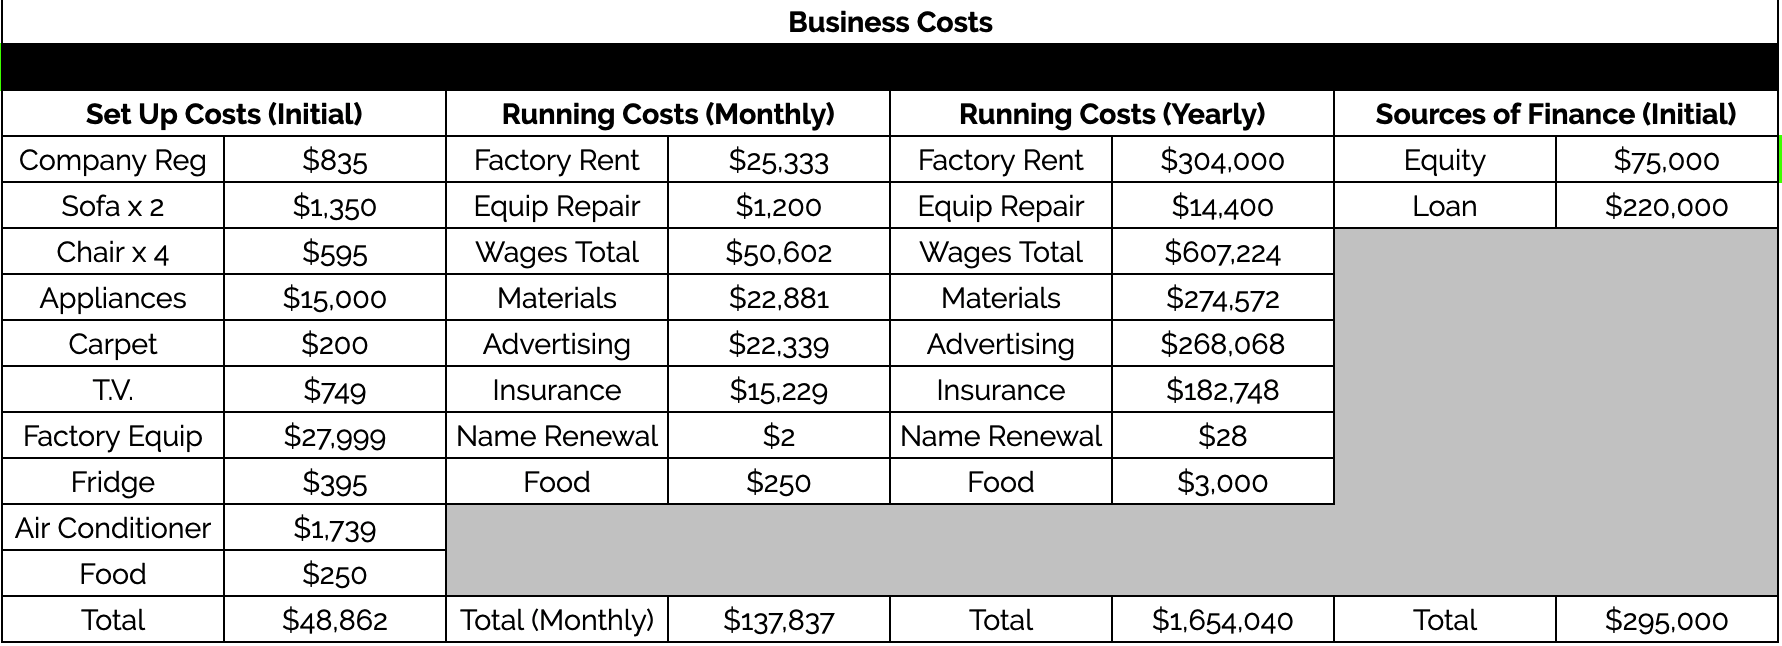 Business Costs
Set Up Costs (Initial) Running Costs (Monthly) Running Costs (Yearly) Sources of Finance (Initial)
Company Reg $835 Factory Rent $25,333 Factory Rent $304,000 Equity $75,000
Sofa x 2 $1,350 Equip Repair $1,200 Equip Repair $14,400 Loan $220,000
Chair x 4 $595 Wages Total $50,602 Wages Total $607,224
Appliances $15,000 Materials $22,881 Materials $274,572
Carpet $200 Advertising $22,339 Advertising $268,068
T.V. $749 Insurance $15,229 Insurance $182,748
Factory Equip $27,999 Name Renewal $2 Name Renewal $28
Fridge $395 Food $250 Food $3,000
Air Conditioner $1,739
Food $250
Total $48,862 Total (Monthly) $137,837 Total $1,654,040 Total $295,000